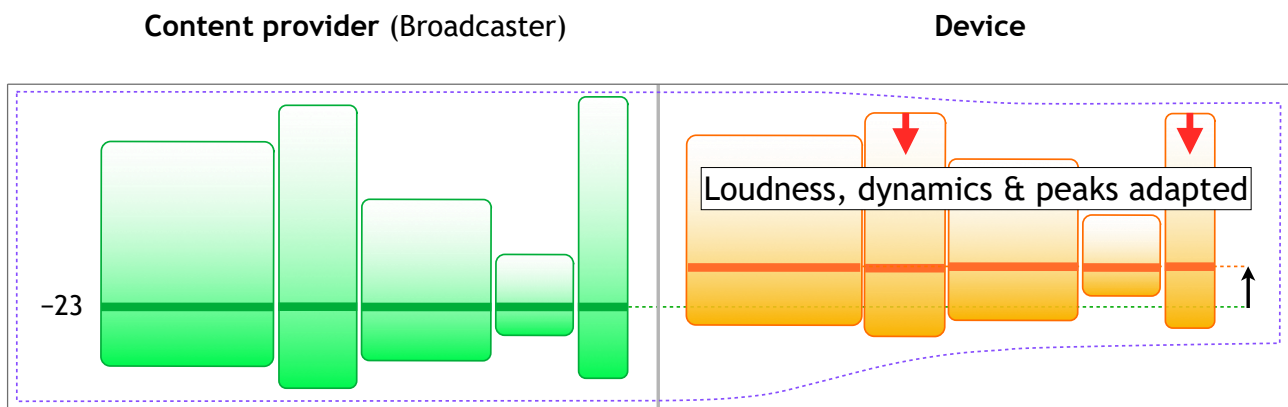 Content provider (Broadcaster)
Device
Loudness, dynamics & peaks adapted
–23